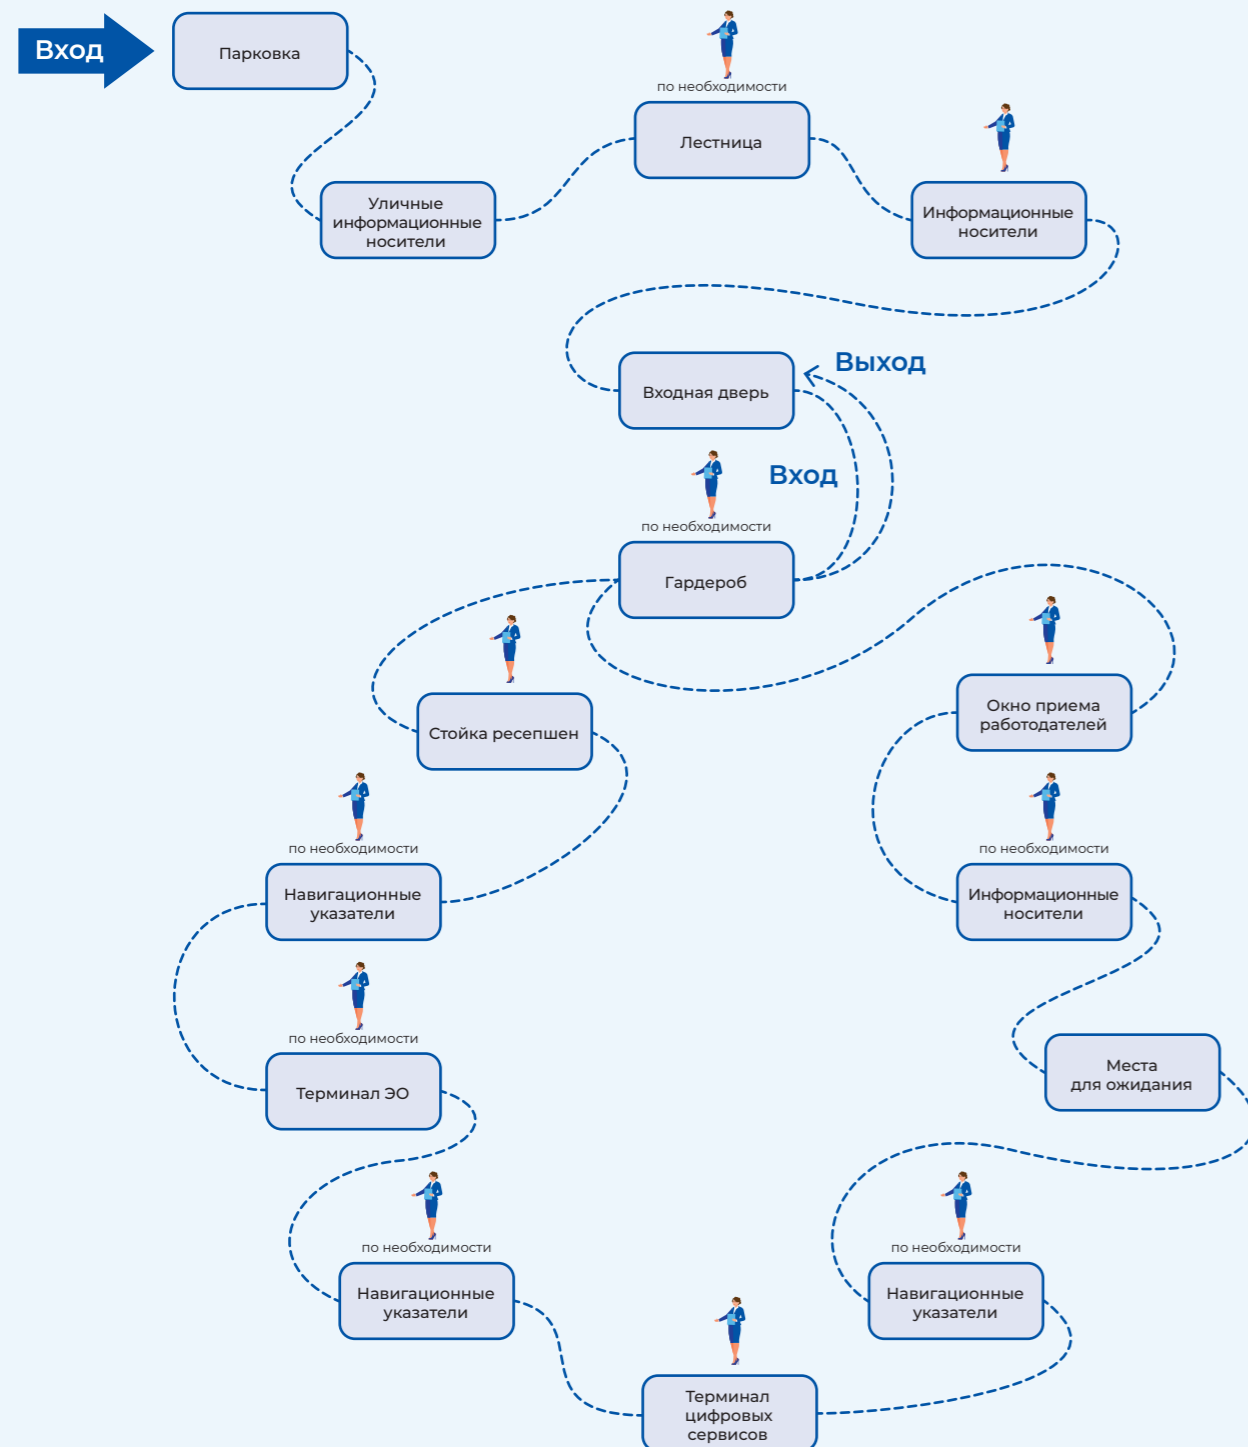 Вход
Парковка
по необходимости
Лестница
Уличные
информационные
носители
Информационные
носители
Входная дверь
Выход
Вход
по необходимости
Гардероб
Стойка ресепшен
Окно приема
работодателей
по необходимости
Навигационные
указатели
по необходимости
Информационные
носители
по необходимости
Терминал ЭО
Места
для ожидания
по необходимости
Навигационные
указатели
по необходимости
Навигационные
указатели
Терминал
цифровых
сервисов